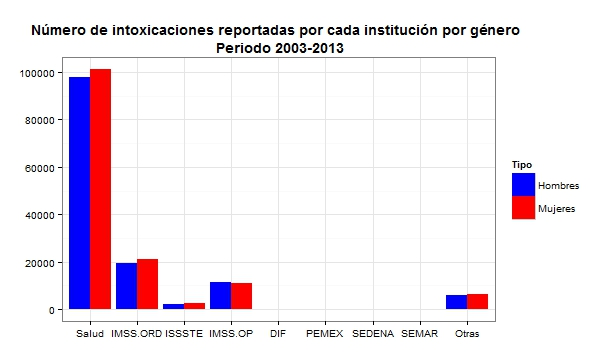 Número de intoxicaciones reportadas por cada institución por género
Periodo 2003-2013
100000
80000
60000
40000
20000
0
Salud IMSS.ORD ISSSTE IMSS.OP DIF PEMEX SEDENA SEMAR Otras
Tipo
Hombres
Mujeres